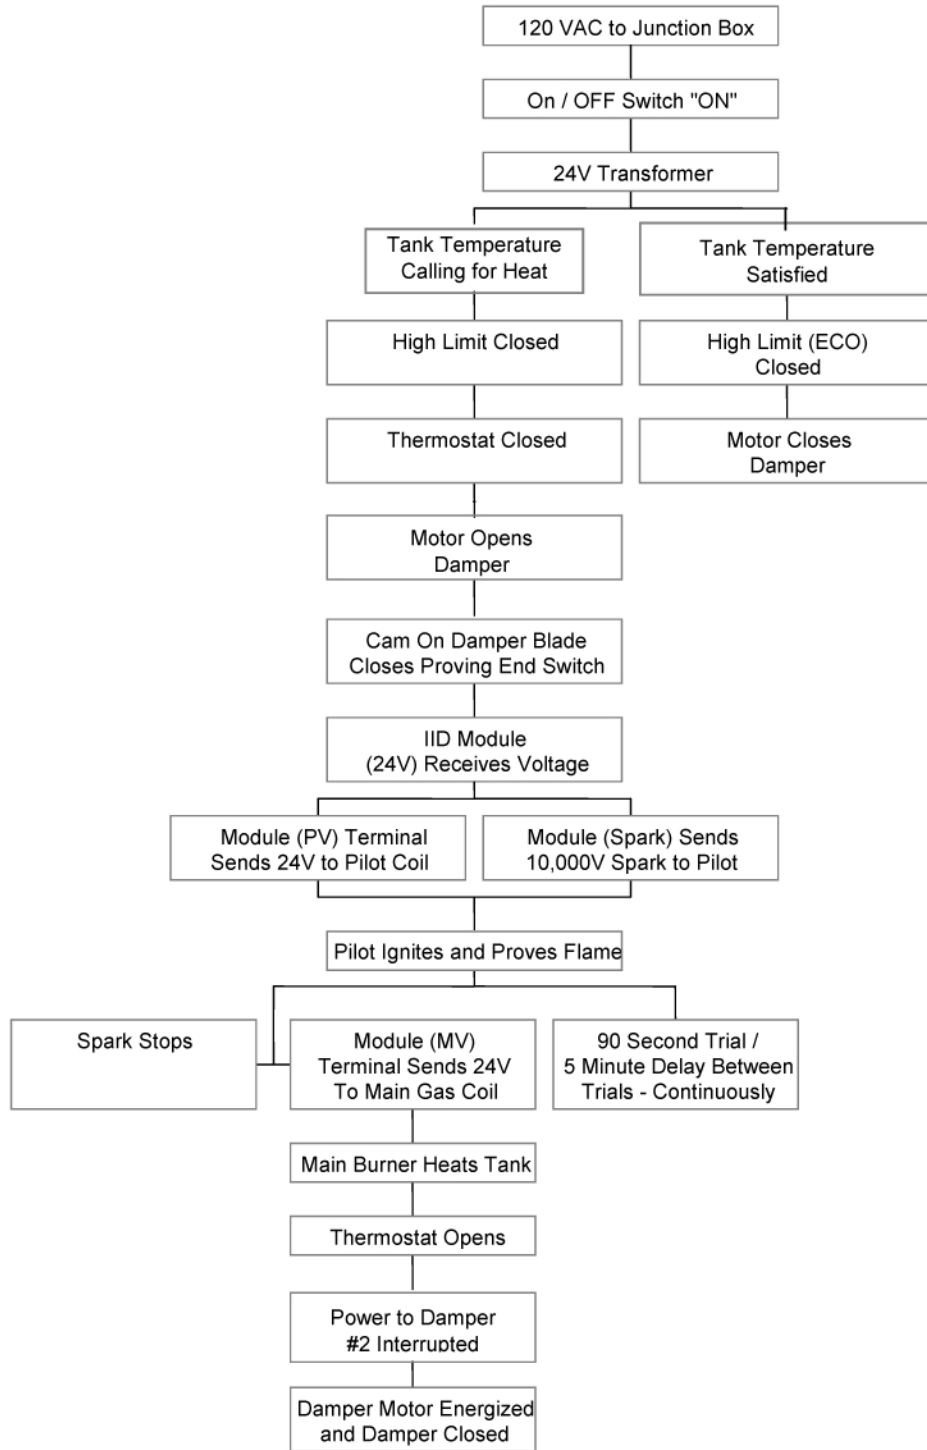 120 VAC to Junction Box
On / OFF Switch "ON"
24V Transformer
Tank Temperature
Calling for Heat
Tank Temperature
Satisfied
High Limit Closed
High Limit (ECO)
Closed
Thermostat Closed
Motor Closes
Damper
Motor Opens
Damper
Cam On Damper Blade
Closes Proving End Switch
IID Module
(24V) Receives Voltage
Module (PV) Terminal
Sends 24V to Pilot Coil
Module (Spark) Sends
10,000V Spark to Pilot
Pilot Ignites and Proves Flame
Spark Stops
Module (MV)
Terminal Sends 24V
To Main Gas Coil
90 Second Trial /
5 Minute Delay Between
Trials - Continuously
Main Burner Heats Tank
Thermostat Opens
Power to Damper
#2 Interrupted
Damper Motor Energized
and Damper Closed